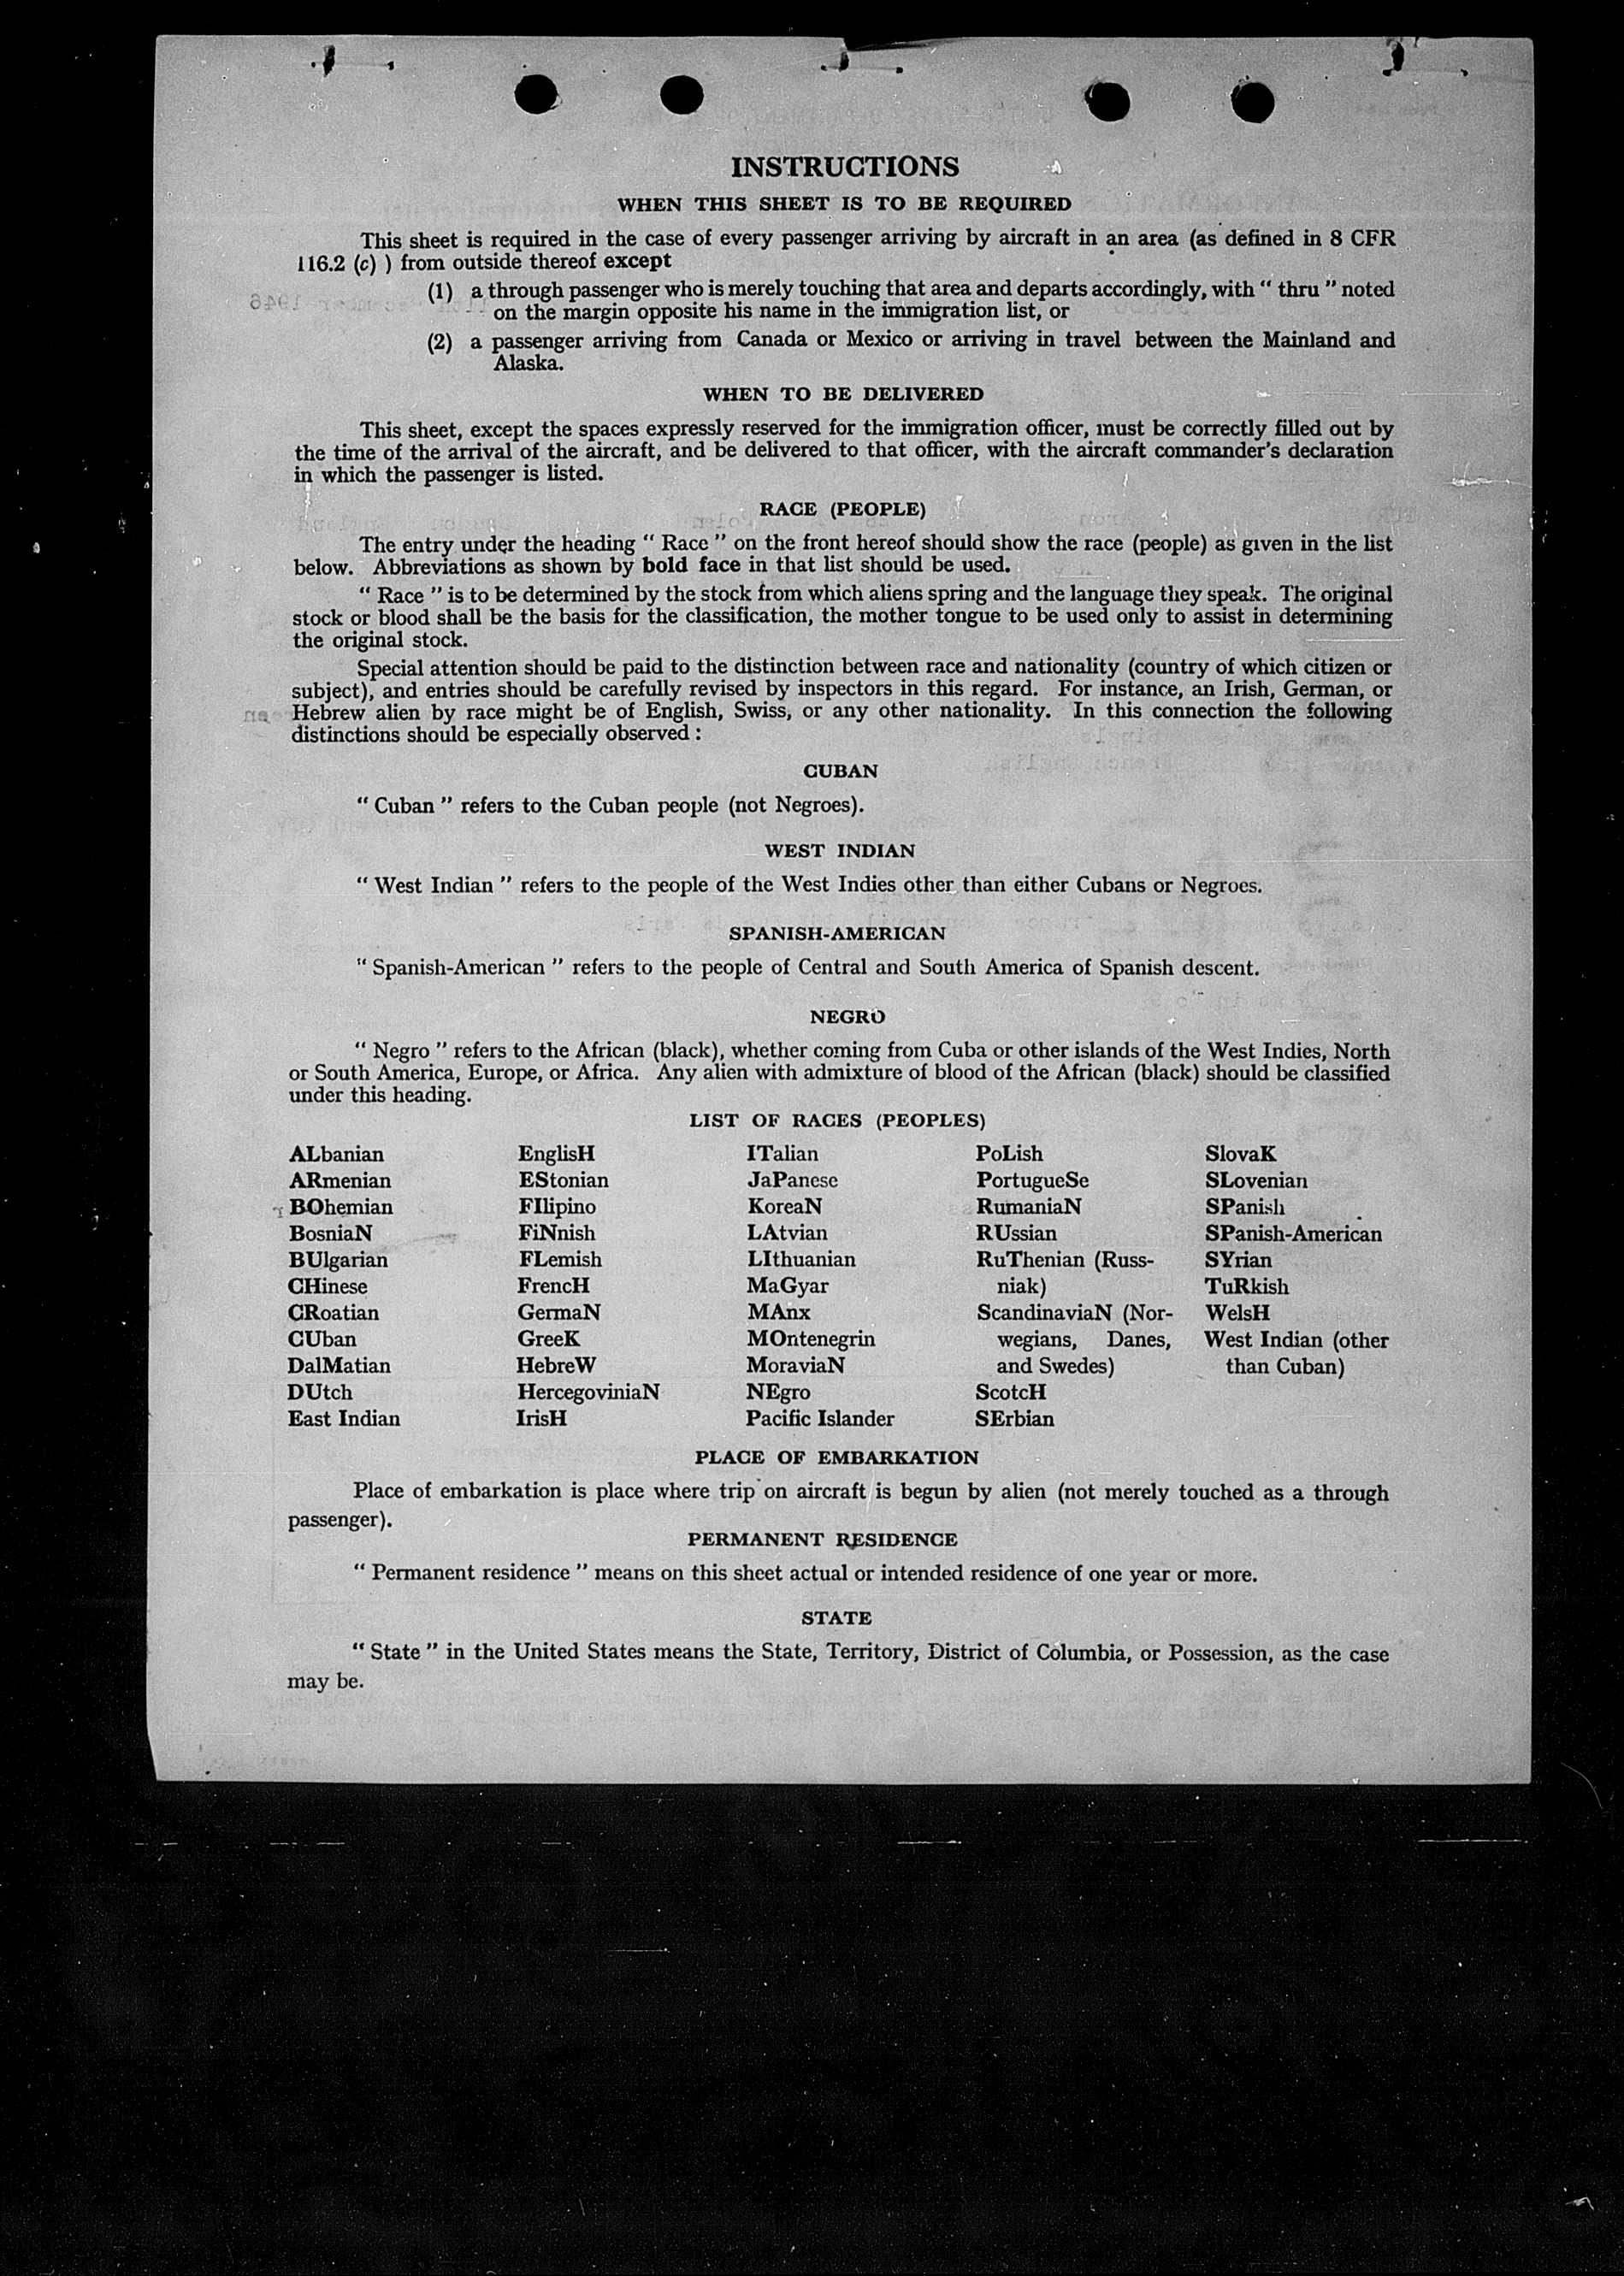 INSTRUCTIONS
WHEN THIS SHEET IS TO BE REQUIRED
This sheet is required in the case of every passenger arriving by aircraft in an area (as defined in 8 CFR
116.2 (c) ) from outside thereof except
(1) a through passenger who is merely touching that area and departs accordingly, with “ thru ” noted
on the margin opposite his name in the immigration list, or
(2) a passenger arriving from Canada or Mexico or arriving in travel between the Mainland and
Alaska.
WHEN TO BE DELIVERED
This sheet, except the spaces expressly reserved for the immigration officer, must be correctly filled out by
the time of the arrival of the aircraft, and be delivered to that officer, with the aircraft commander's declaration
in which the passenger is listed.
RACE (PEOPLE)
The entry under the heading “ Race ” on the front hereof should show the race (people) as given in the list
below. Abbreviations as shown by bold face in that list should be used.
“ Race ” is to be determined by the stock from which aliens spring and the language they speak. The original
stock or blood shall be the basis for the classification, the mother tongue to be used only to assist in determining
the original stock.
Special attention should be paid to the distinction between race and nationality (country of which citizen or
subject), and entries should be carefully revised by inspectors in this regard. For instance, an Irish, German, or
Hebrew alien by race might be of English, Swiss, or any other nationality. In this connection the following
distinctions should be especially observed :
CUBAN
“ Cuban ” refers to the Cuban people (not Negroes).
WEST INDIAN
“ West Indian ” refers to the people of the West Indies other than either Cubans or Negroes.
SPANISH-AMERICAN
“ Spanish-American ” refers to the people of Central and South America of Spanish descent.
NEGRO
“ Negro ” refers to the African (black), whether coming from Cuba or other islands of the West Indies, North
or South America, Europe, or Africa. Any alien with admixture of blood of the African (black) should be classified
under this heading.
LIST OF RACES (PEOPLES)
ALbanian
ARmenian
BOhemian
BosniaN
BUlgarian
CHinese
CRoatian
CUban
DalMatian
DUtch
East Indian
EnglisH
EStonian
FIlipino
FiNnish
FLemish
FrencH
GermaN
GreeK
HebreW
HercegoviniaN
IrisH
ITalian
JaPanese
KoreaN
LAtvian
LIthuanian
MaGyar
MAnx
MOntenegrin
MoraviaN
NEgro
Pacific Islander
PoLish
PortugueSe
RumaniaN
RUssian
RuThenian (Russ-
niak)
ScandinaviaN (Nor-
wegians, Danes,
and Swedes)
ScotcH
SErbian
SlovaK
SLovenian
SPanish
SPanish-American
SYrian
TuRkish
WelsH
West Indian (other
than Cuban)
PLACE OF EMBARKATION
Place of embarkation is place where trip on aircraft is begun by alien (not merely touched as a through
passenger).
PERMANENT RESIDENCE
“ Permanent residence ” means on this sheet actual or intended residence of one year or more.
STATE
“ State ” in the United States means the State, Territory, District of Columbia, or Possession, as the case
may be.